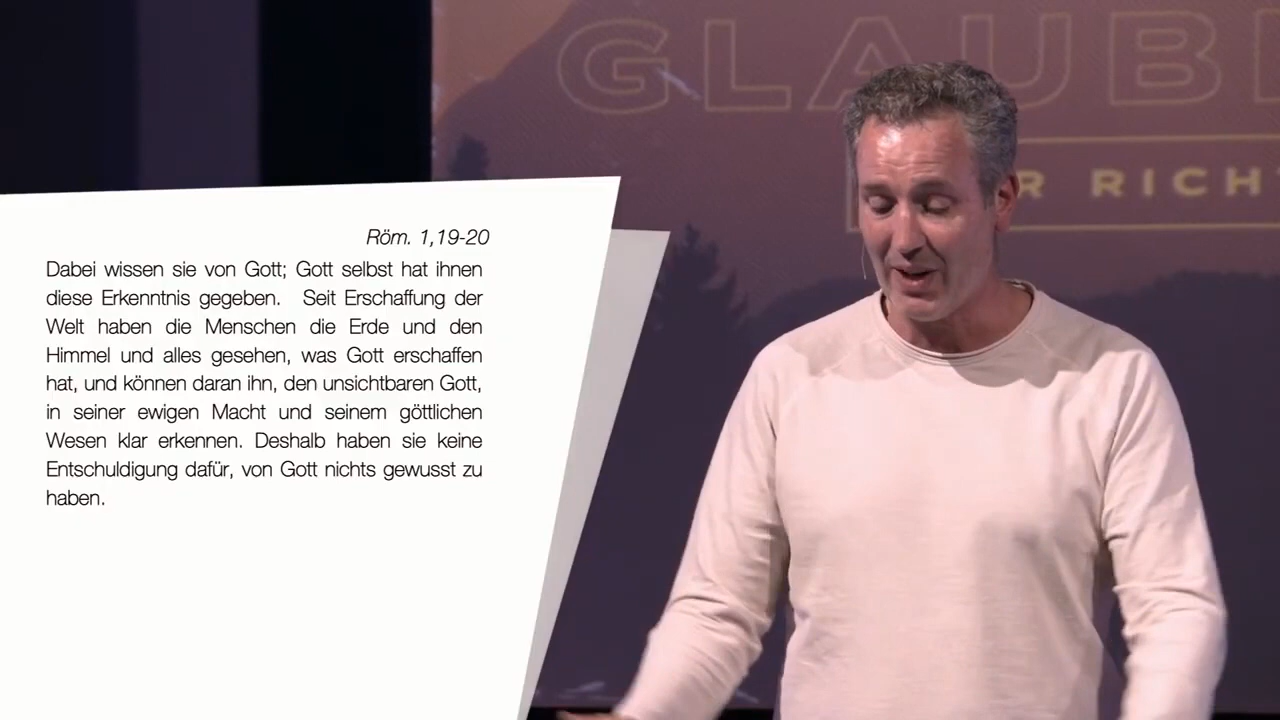 GLAUB
R RICH
Röm. 1,19-20
Dabei wissen sie von Gott; Gott selbst hat ihnen
diese Erkenntnis gegeben. Seit Erschaffung der
Welt haben die Menschen die Erde und den
Himmel und alles gesehen, was Gott erschaffen
hat, und können daran ihn, den unsichtbaren Gott,
in seiner ewigen Macht und seinem göttlichen
Wesen klar erkennen. Deshalb haben sie keine
Entschuldigung dafür, von Gott nichts gewusst zu
haben.